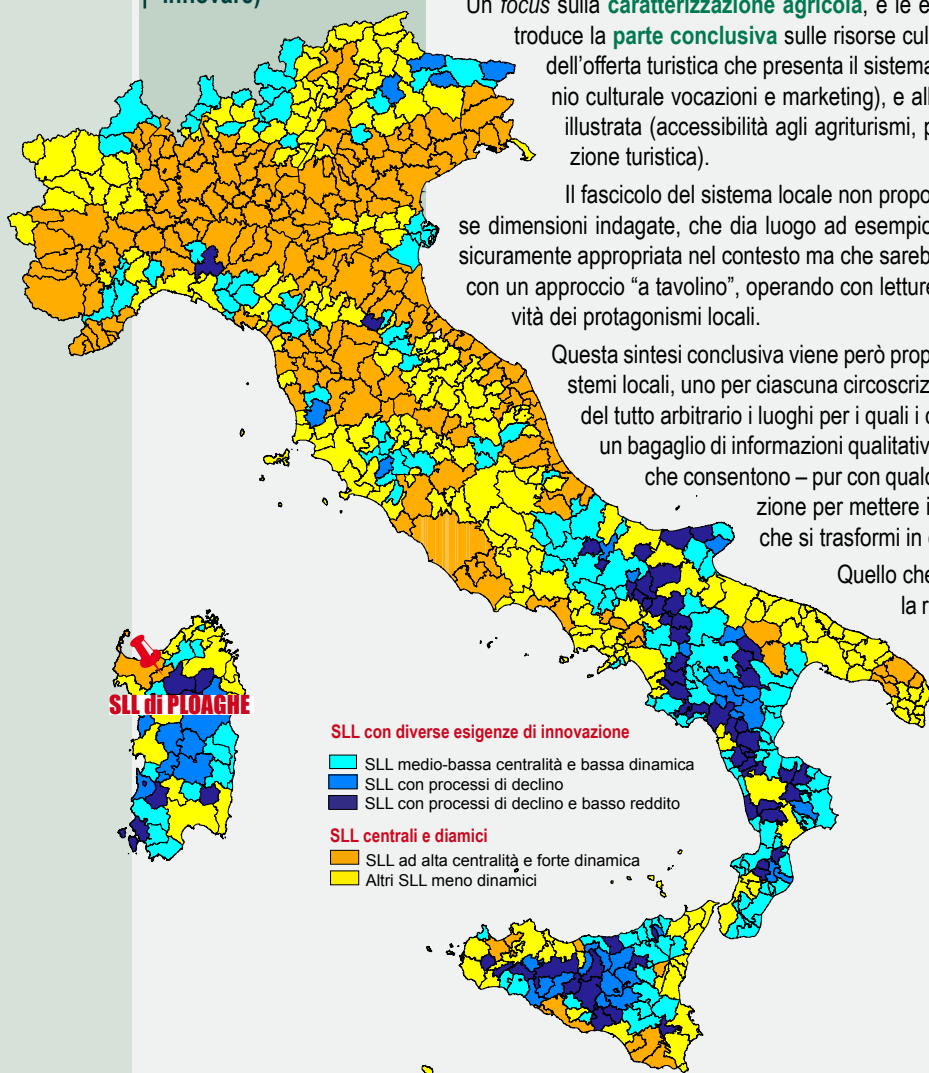 innovare)
Un focus sulla caratterizzazione agricola, e le e
troduce la parte conclusiva sulle risorse cul
dell'offerta turistica che presenta il sistema
nio culturale vocazioni e marketing), e all
illustrata (accessibilità agli agriturismi, p
zione turistica).
Il fascicolo del sistema locale non propo
se dimensioni indagate, che dia luogo ad esempio
sicuramente appropriata nel contesto ma che sareb
con un approccio “a tavolino”, operando con letture
vità dei protagonismi locali.
Questa sintesi conclusiva viene però prop
stemi locali, uno per ciascuna circoscriz
del tutto arbitrario i luoghi per i quali i
un bagaglio di informazioni qualitativ
che consentono – pur con qualc
zione per mettere i
che si trasformi in
Quello che
la r
SLL di PLOAGHE
SLL con diverse esigenze di innovazione
SLL medio-bassa centralità e bassa dinamica
SLL con processi di declino
SLL con processi di declino e basso reddito
SLL centrali e diamici
SLL ad alta centralità e forte dinamica
Altri SLL meno dinamici